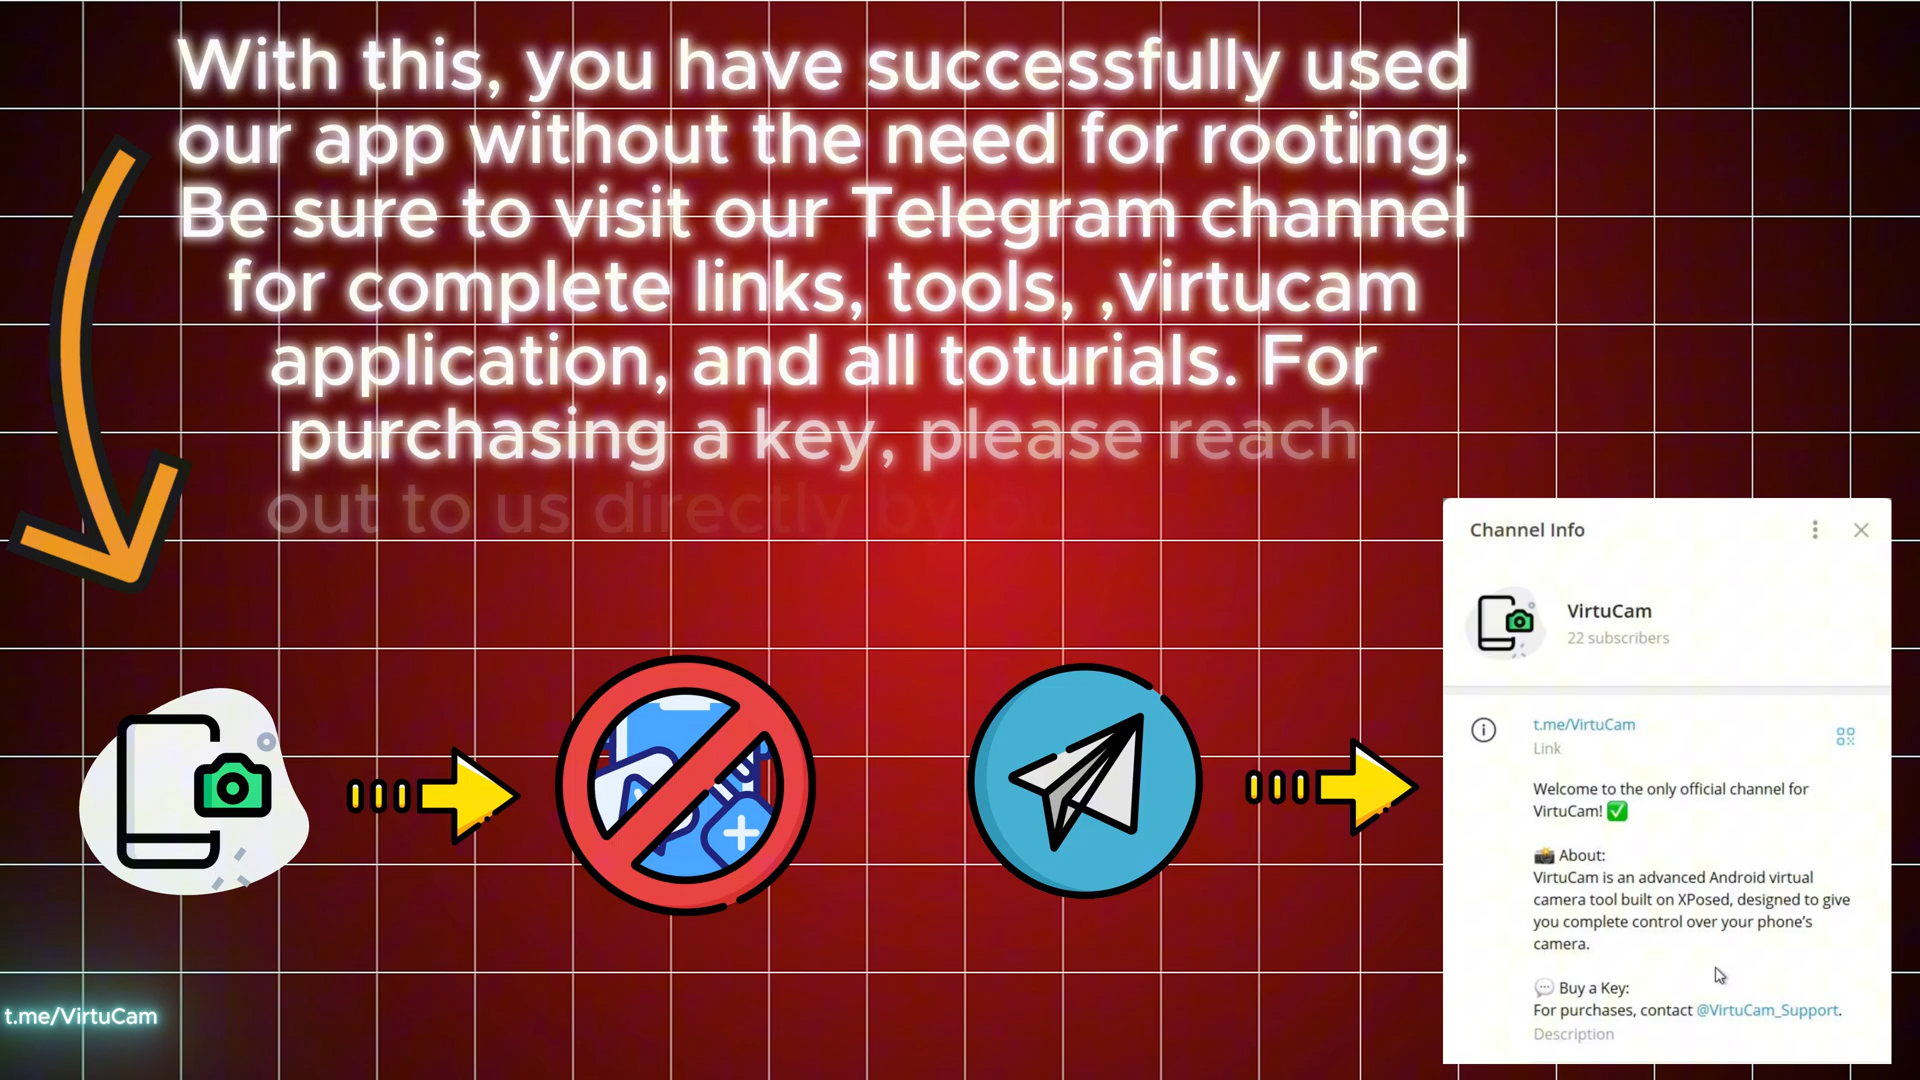 With this, you have successfully used
our app without the need for rooting.
Be sure to visit our Telegram channel
for complete links, tools, ,virtucam
application, and all toturials. For
purchasing a key, please reach
out to us directly by
Channel Info
VirtuCam
22 subscribers
t.me/VirtuCam
Link
Welcome to the only official channel for
VirtuCam! ✅
📸 About:
VirtuCam is an advanced Android virtual
camera tool built on XPosed, designed to give
you complete control over your phone's
camera.
💬 Buy a Key:
For purchases, contact @VirtuCam_Support.
Description
t.me/VirtuCam